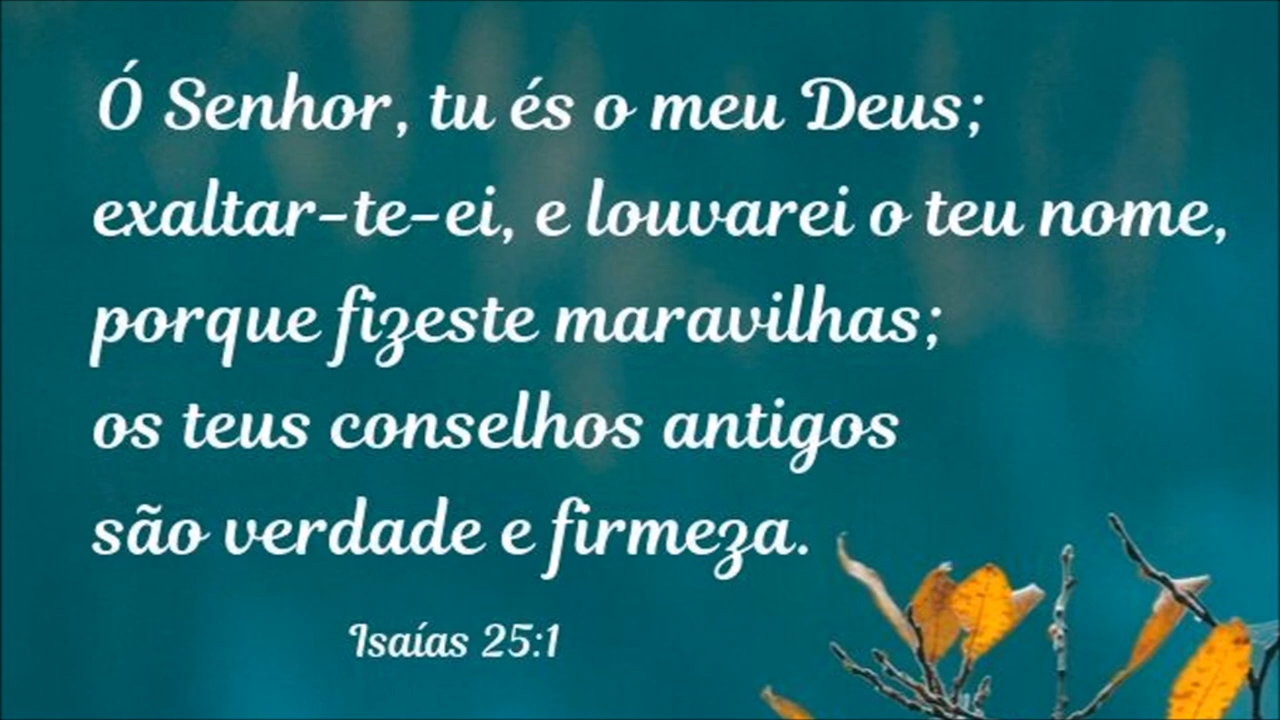 Ó Senhor, tu és o meu Deus;
exaltar-te-ei, e louvarei o teu nome,
porque fizeste maravilhas;
os teus conselhos antigos
são verdade e firmeza.
Isaías 25:1